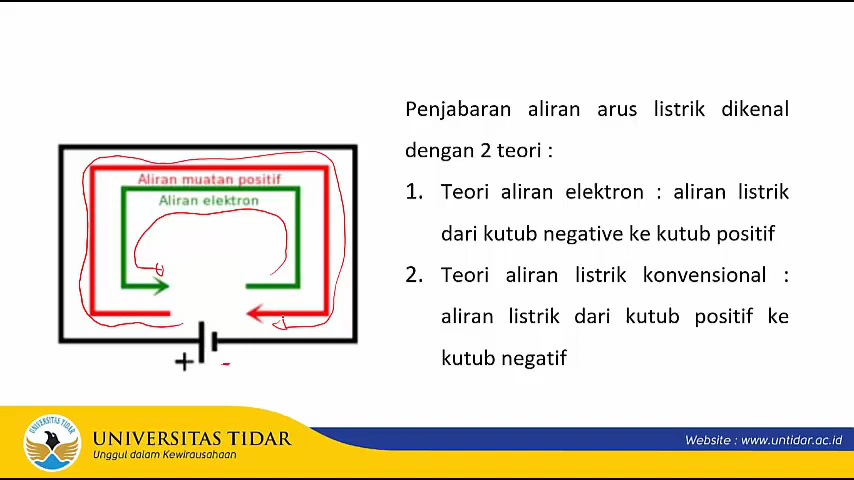 Penjabaran aliran arus listrik dikenal
dengan 2 teori :
1. Teori aliran elektron : aliran listrik
dari kutub negative ke kutub positif
2. Teori aliran listrik konvensional :
aliran listrik dari kutub positif ke
kutub negatif
Aliran muatan positif
Aliran elektron
+
-
UNIVERSITAS TIDAR
UNIVERSITAS TIDAR
Unggul dalam Kewirausahaan
Website : www.untidar.ac.id